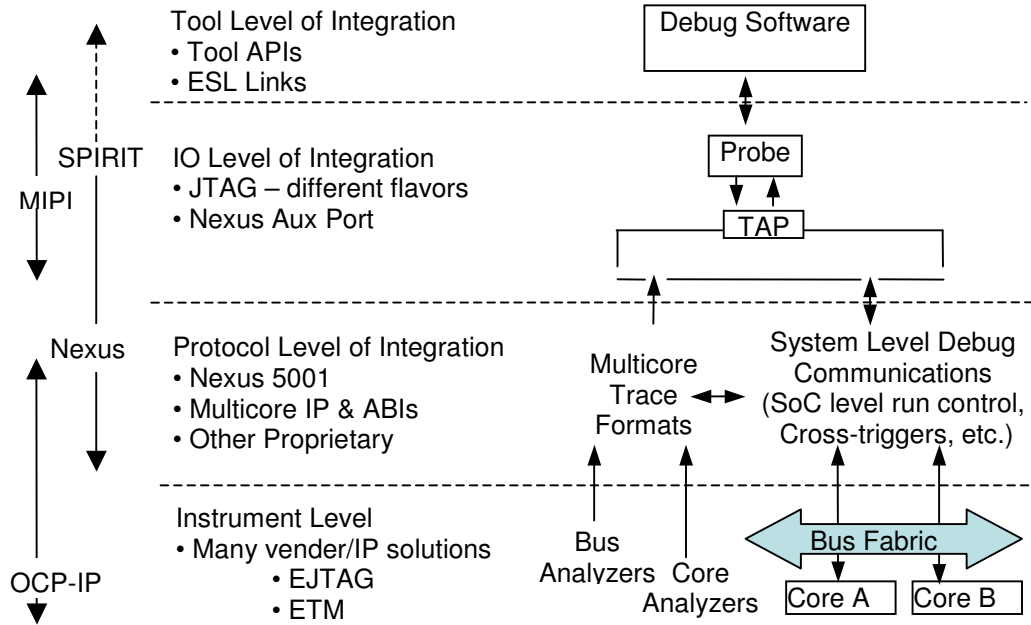 Tool Level of Integration
• Tool APIs
• ESL Links
Debug Software
SPIRIT
MIPI
IO Level of Integration
• JTAG – different flavors
• Nexus Aux Port
Probe
TAP
Nexus
Protocol Level of Integration
• Nexus 5001
• Multicore IP & ABIs
• Other Proprietary
Multicore
Trace
Formats
System Level Debug
Communications
(SoC level run control,
Cross-triggers, etc.)
OCP-IP
Instrument Level
• Many vender/IP solutions
• EJTAG
• ETM
Bus
Analyzers
Core
Analyzers
Bus Fabric
Core A
Core B